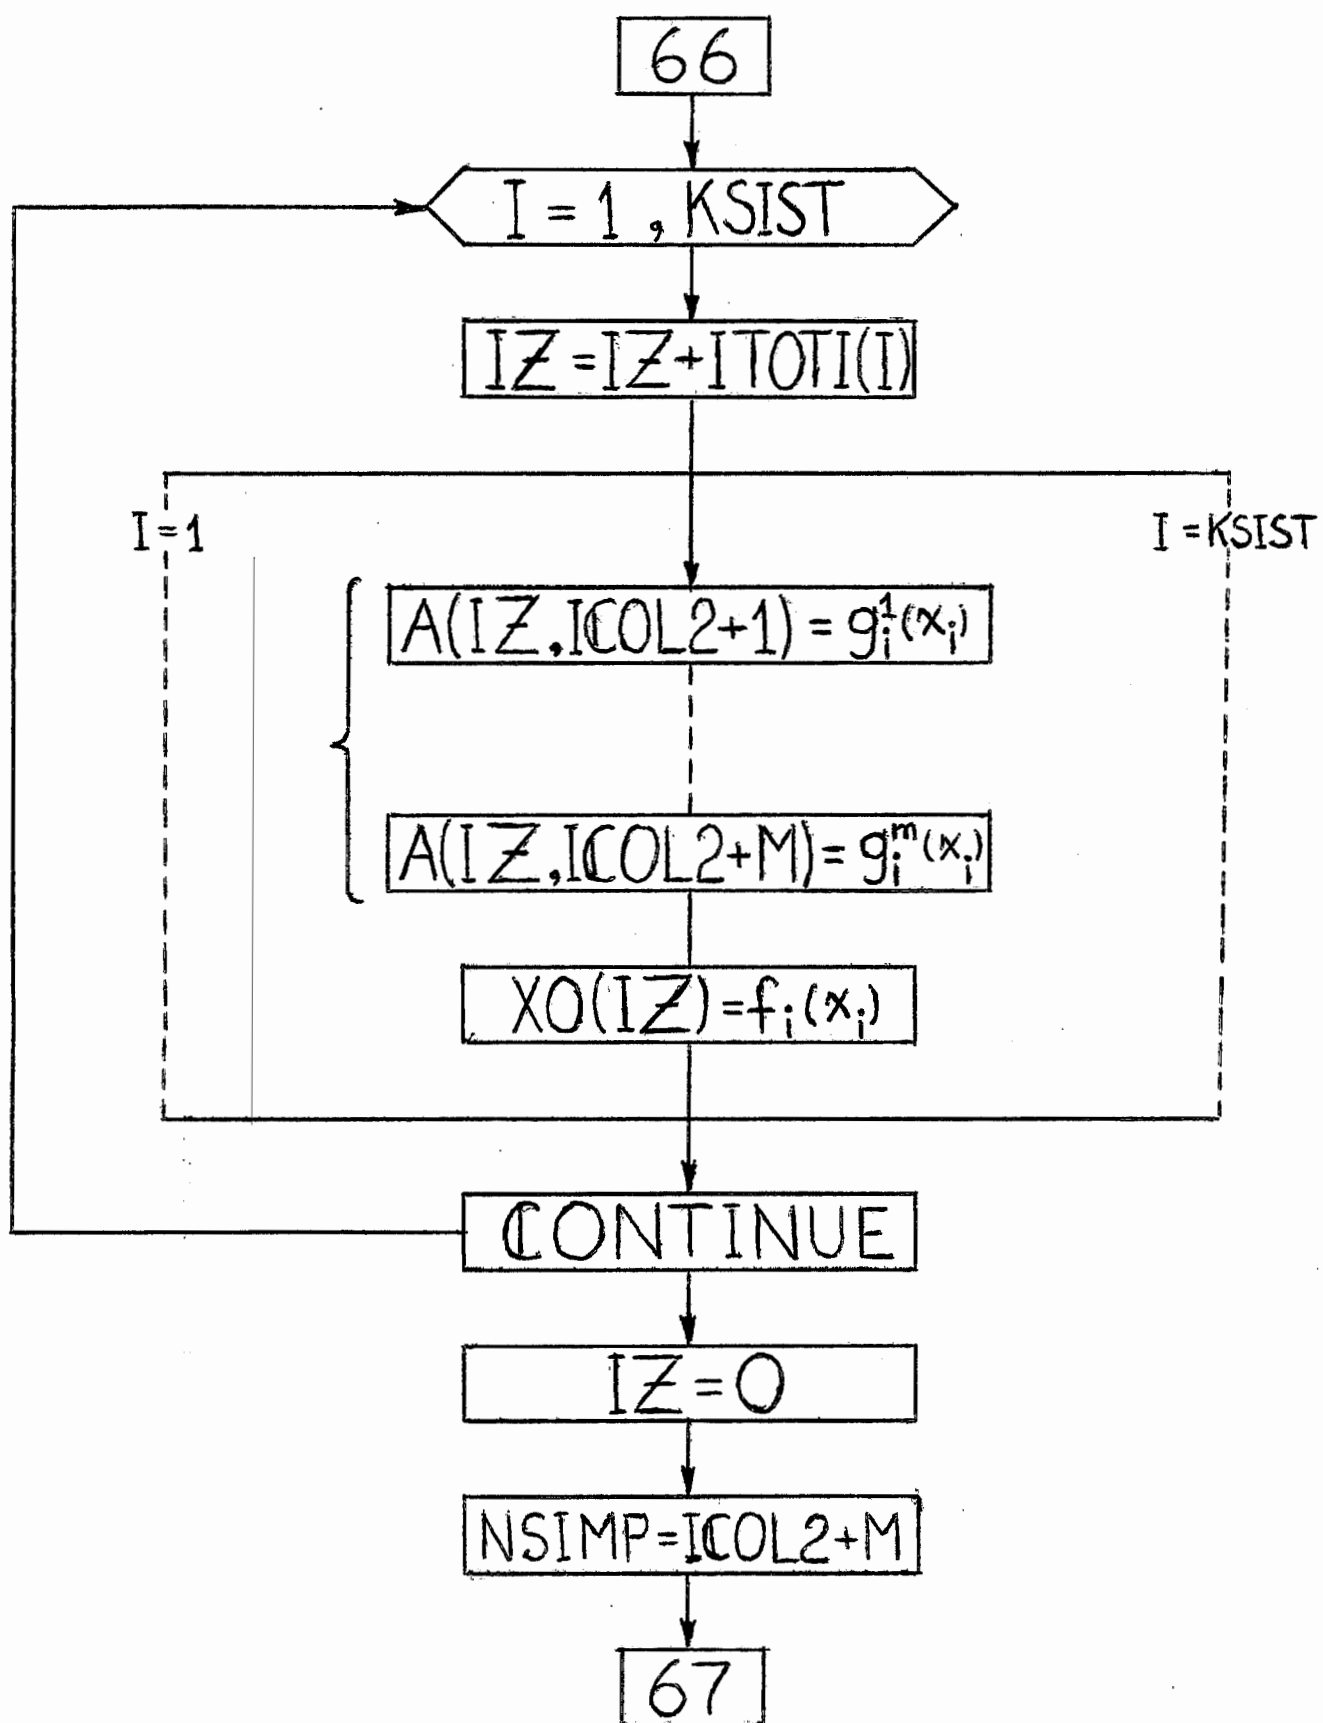 66
I = 1 , KSIST
IZ = IZ + ITOTI(I)
I = 1
I = KSIST
A(IZ,ICOL2+1) = g_i^1(x_i)
A(IZ,ICOL2+M) = g_i^m(x_i)
XO(IZ) = f_i(x_i)
CONTINUE
IZ = 0
NSIMP = ICOL2+M
67